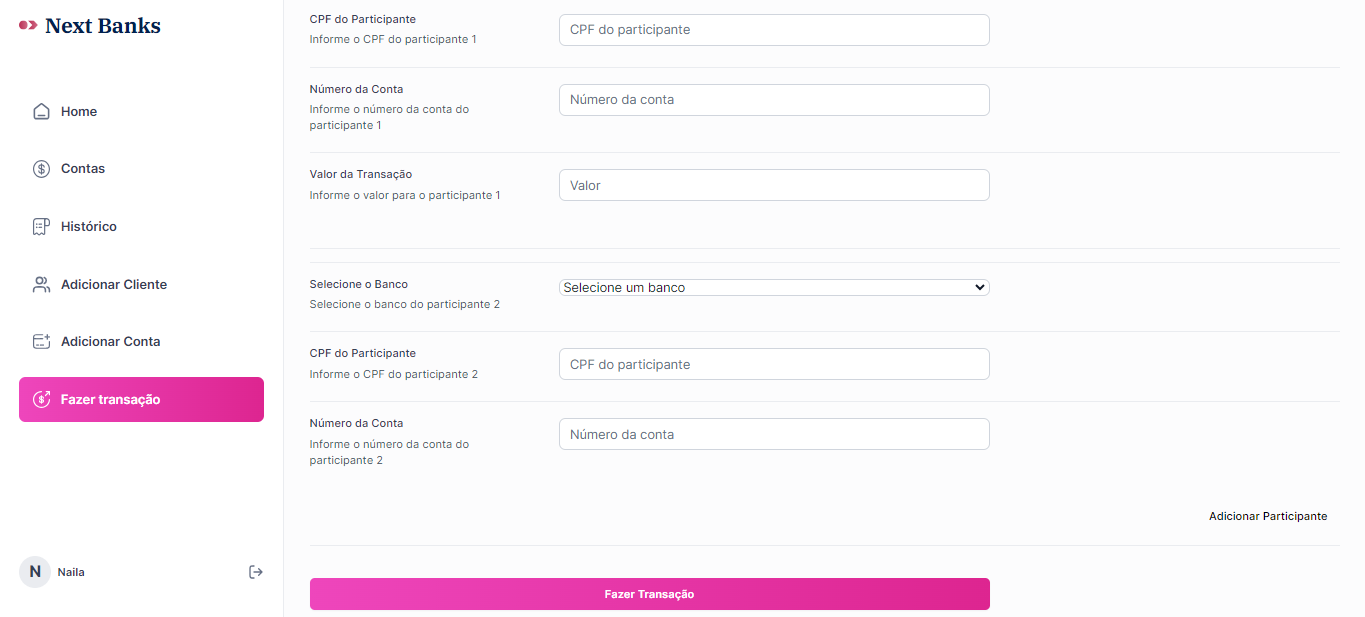 Next Banks
Home
Contas
Histórico
Adicionar Cliente
Adicionar Conta
Fazer transação
N
Naila
CPF do Participante
Informe o CPF do participante 1
CPF do participante
Número da Conta
Informe o número da conta do
participante 1
Número da conta
Valor da Transação
Informe o valor para o participante 1
Valor
Selecione o Banco
Selecione o banco do participante 2
Selecione um banco
CPF do Participante
Informe o CPF do participante 2
CPF do participante
Número da Conta
Informe o número da conta do
participante 2
Número da conta
Adicionar Participante
Fazer Transação